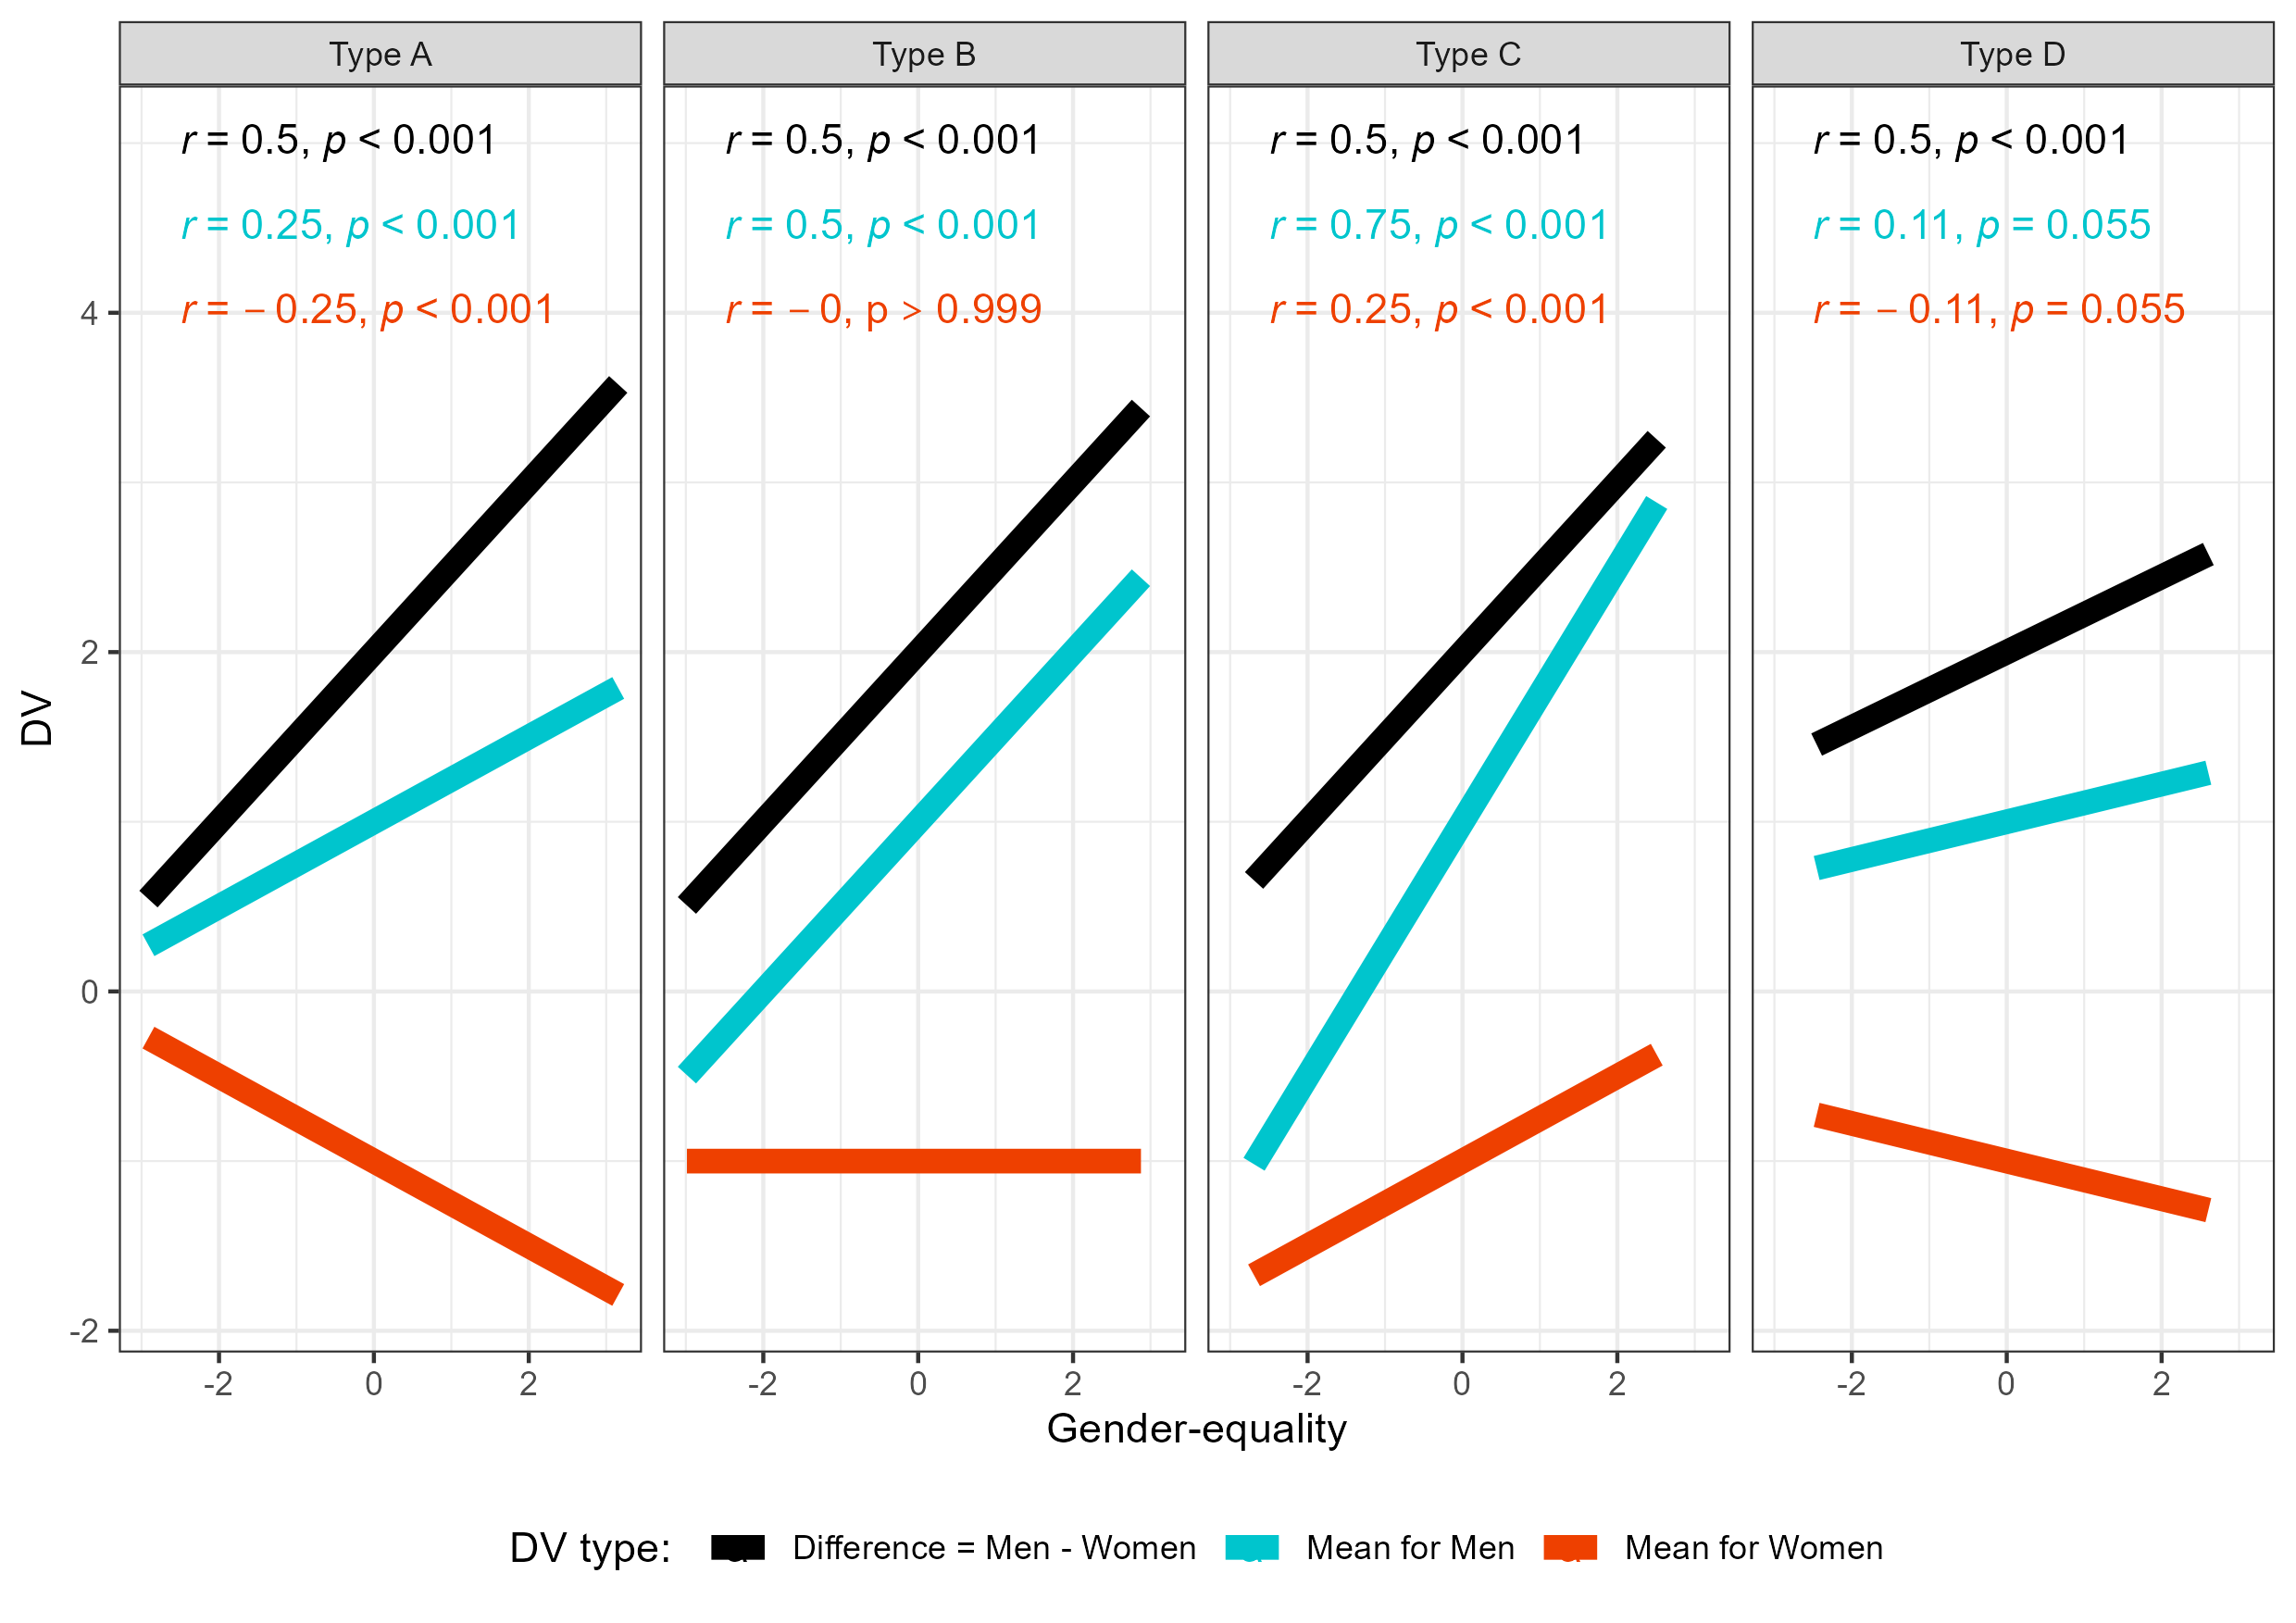 Type A Type B Type C Type D
r = 0.5, p < 0.001 r = 0.5, p < 0.001 r = 0.5, p < 0.001 r = 0.5, p < 0.001
r = 0.25, p < 0.001 r = 0.5, p < 0.001 r = 0.75, p < 0.001 r = 0.11, p = 0.055
r = − 0.25, p < 0.001 r = − 0, p > 0.999 r = 0.25, p < 0.001 r = − 0.11, p = 0.055
4
2
DV
0
-2
-2 0 2 -2 0 2 -2 0 2 -2 0 2
Gender-equality
DV type: Difference = Men - Women Mean for Men Mean for Women